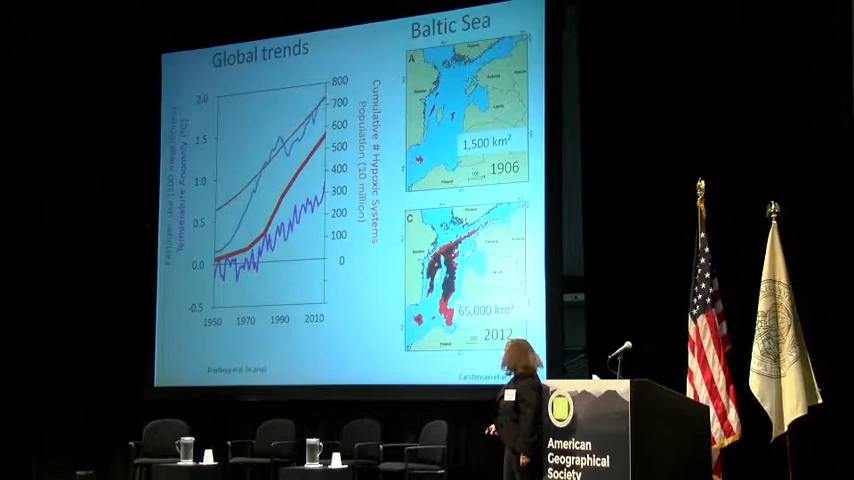 Global trends
Baltic Sea
2.0
1.5
1.0
0.5
0.0
-0.5
800
700
600
500
400
300
200
100
0
1950
1970
1990
2010
Temperature Anomaly (°C)
Cumulative # Hypoxic Systems
Population (10 million)
A
1,500 km²
1906
C
65,000 km²
2012
Carstensen et
American
Geographical
Society